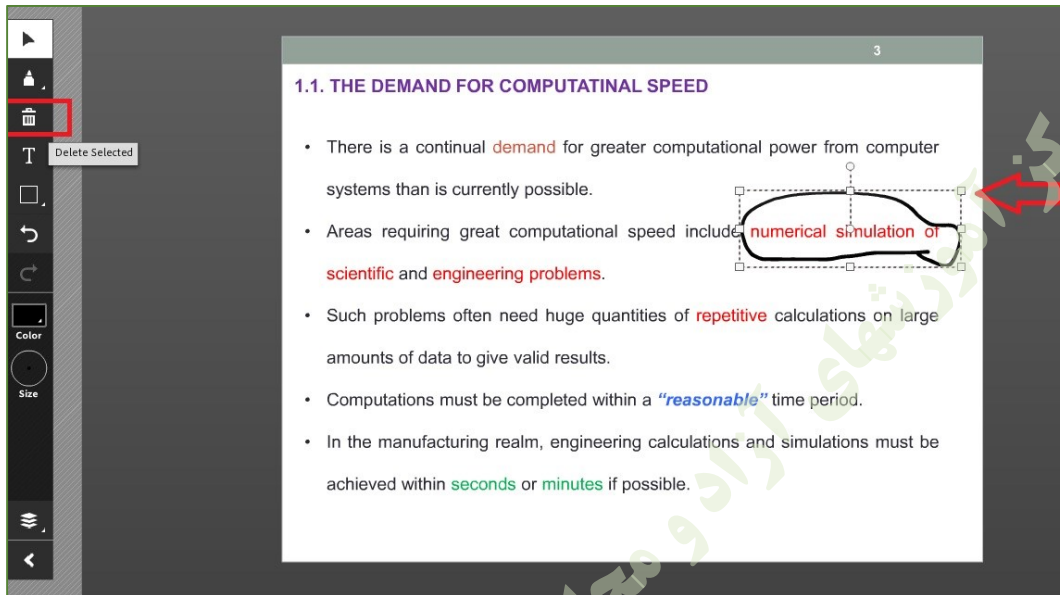 3
1.1. THE DEMAND FOR COMPUTATINAL SPEED
• There is a continual demand for greater computational power from computer
systems than is currently possible.
• Areas requiring great computational speed include numerical simulation of
scientific and engineering problems.
• Such problems often need huge quantities of repetitive calculations on large
amounts of data to give valid results.
• Computations must be completed within a “reasonable” time period.
• In the manufacturing realm, engineering calculations and simulations must be
achieved within seconds or minutes if possible.
T
Delete Selected
Color
Size
آموزشهای آزاد و